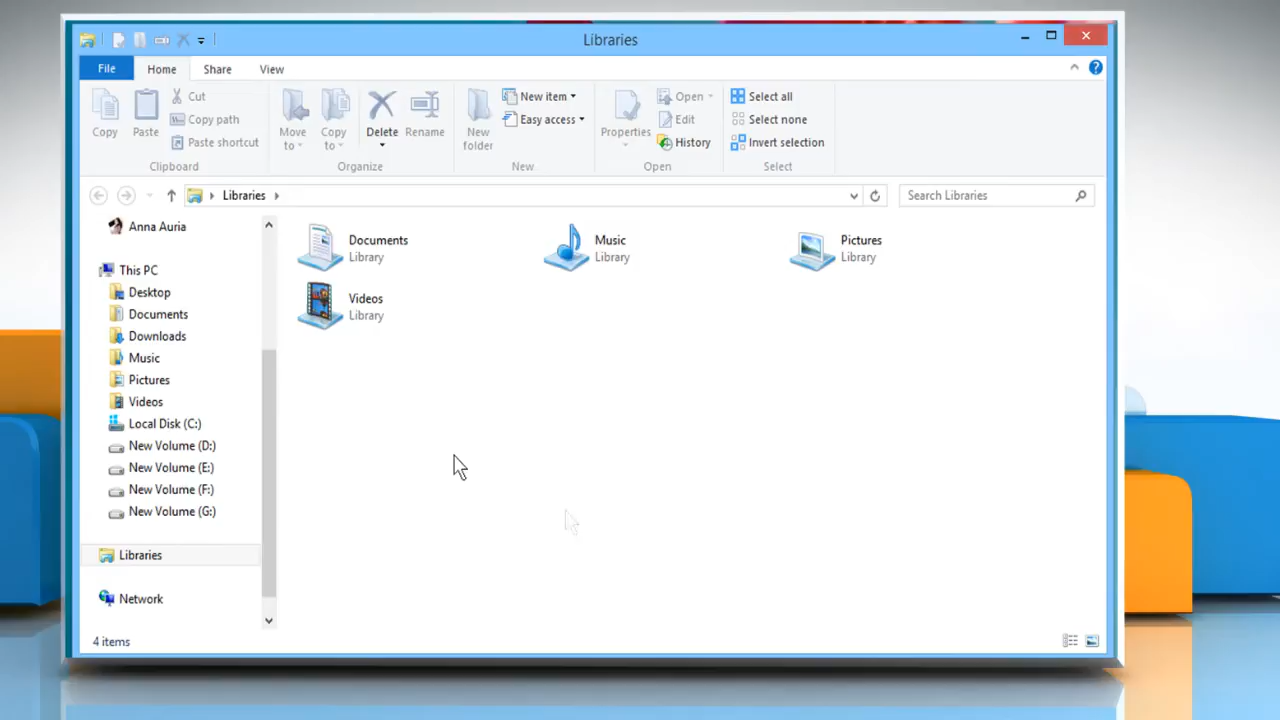 Libraries
File Home Share View
Copy
Paste
Cut
Copy path
Paste shortcut
Clipboard
Move to
Copy to
Delete
Rename
Organize
New folder
New item
Easy access
New
Properties
Open
Edit
History
Open
Select all
Select none
Invert selection
Select
Libraries
Search Libraries
Anna Auria
This PC
Desktop
Documents
Downloads
Music
Pictures
Videos
Local Disk (C:)
New Volume (D:)
New Volume (E:)
New Volume (F:)
New Volume (G:)
Libraries
Network
Documents
Library
Music
Library
Pictures
Library
Videos
Library
4 items